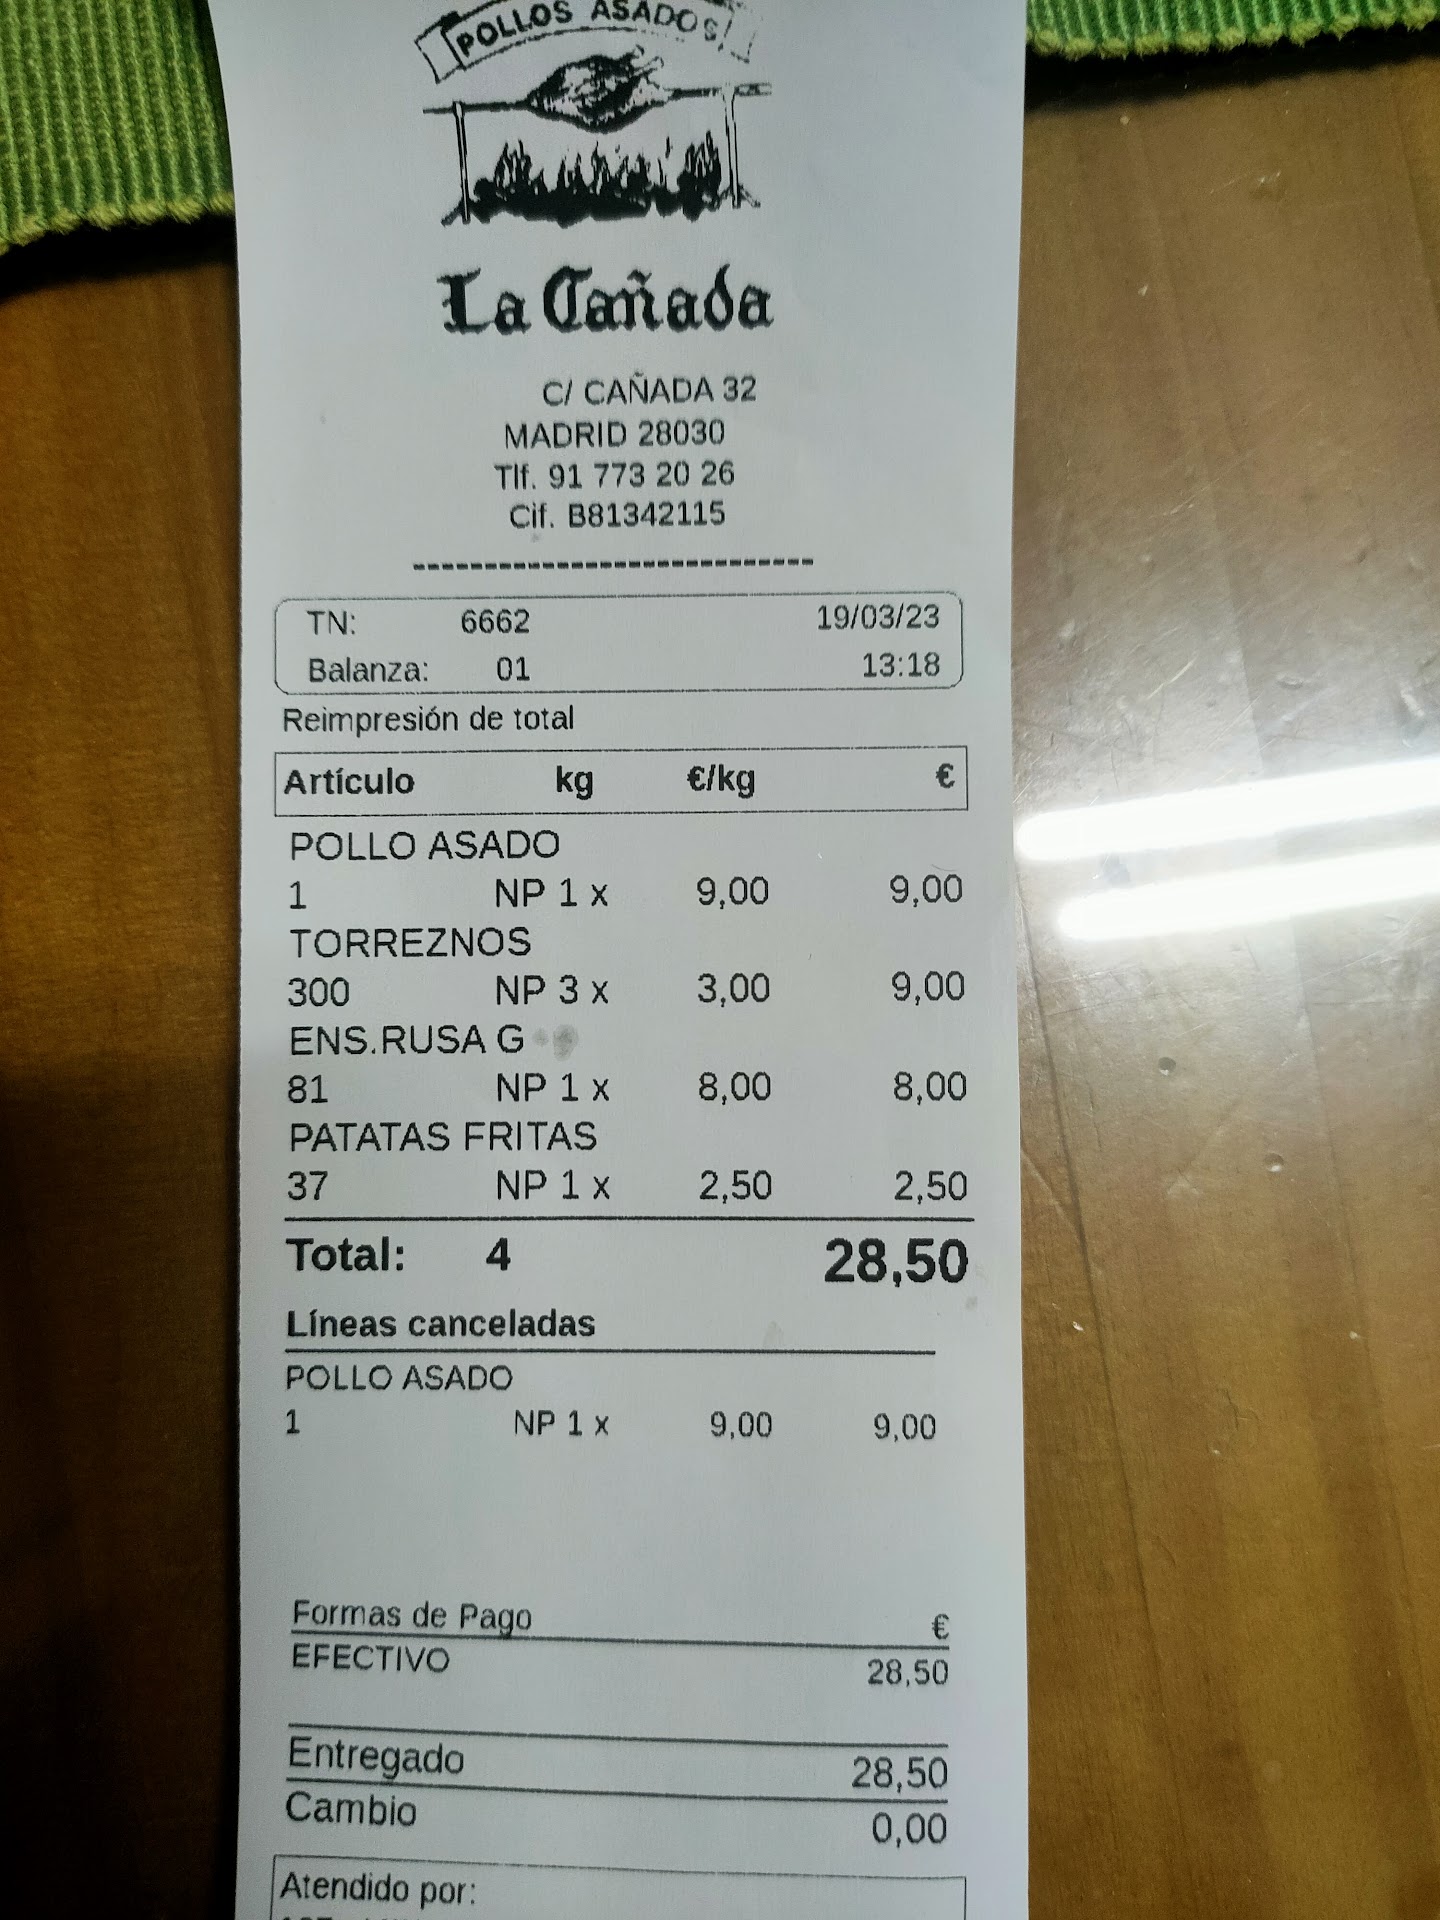 POLLOS ASADOS
La Cañada
C/ CAÑADA 32
MADRID 28030
Tlf. 91 773 20 26
Cif. B81342115
---------------------------
TN: 6662 19/03/23
Balanza: 01 13:18
Reimpresión de total
Artículo kg €/kg €
POLLO ASADO
1 NP 1 x 9,00 9,00
TORREZNOS
300 NP 3 x 3,00 9,00
ENS.RUSA G
81 NP 1 x 8,00 8,00
PATATAS FRITAS
37 NP 1 x 2,50 2,50
Total: 4 28,50
Líneas canceladas
POLLO ASADO
1 NP 1 x 9,00 9,00
Formas de Pago €
EFECTIVO 28,50
Entregado 28,50
Cambio 0,00
Atendido por: